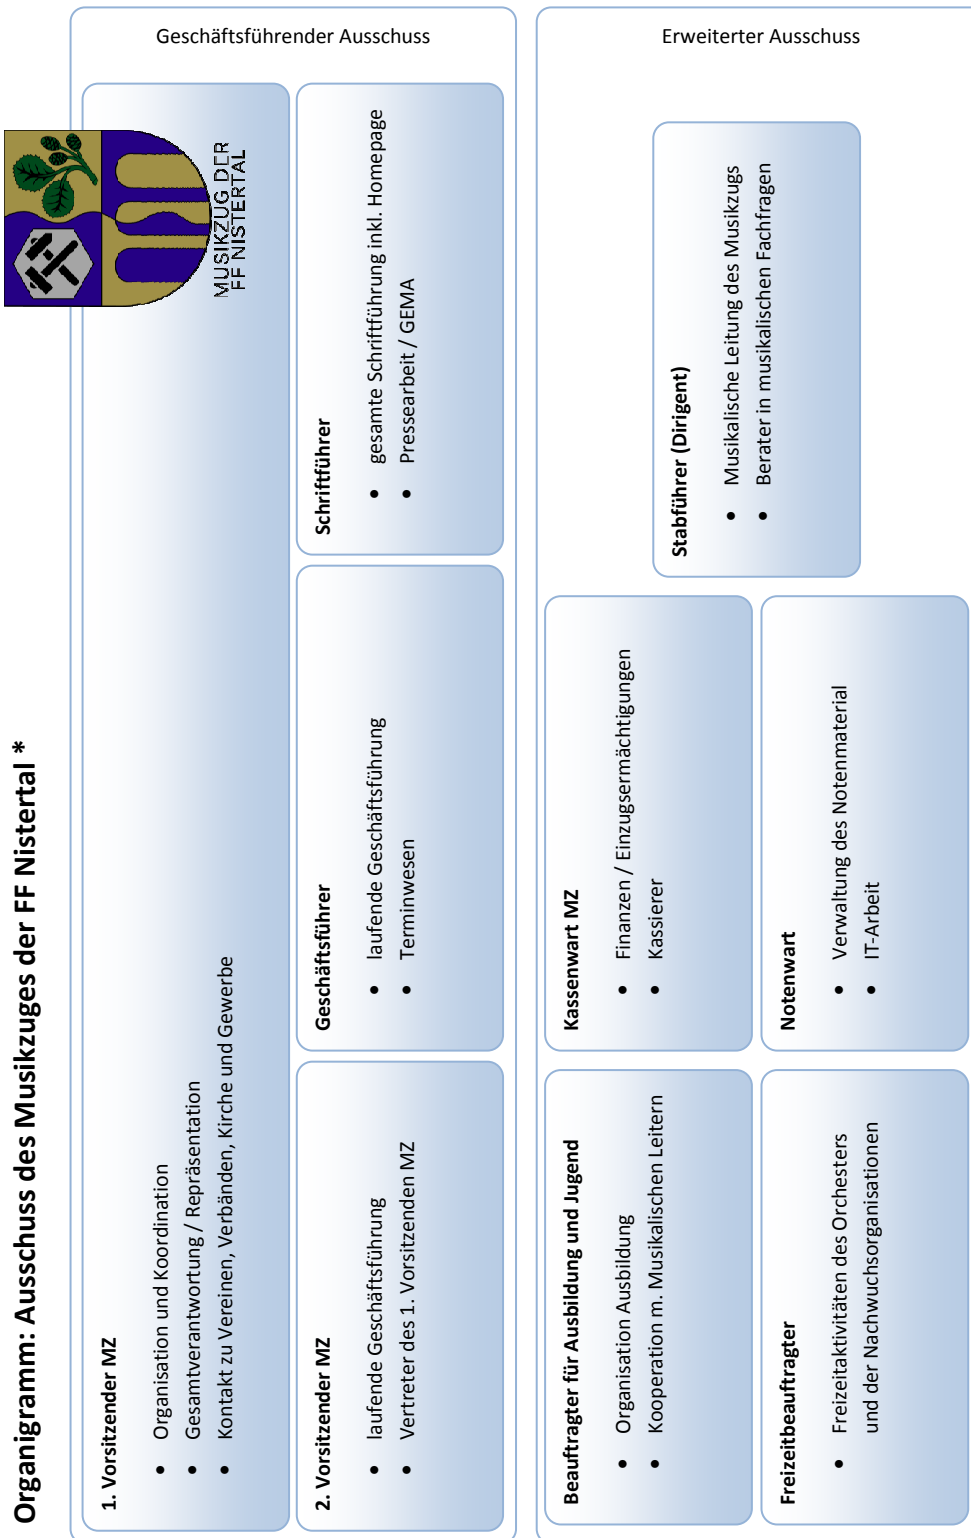 Organigramm: Ausschuss des Musikzuges der FF Nistertal *
MUSIKZUG DER
FF NISTERTAL
Geschäftsführender Ausschuss
1. Vorsitzender MZ
• Organisation und Koordination
• Gesamtverantwortung / Repräsentation
• Kontakt zu Vereinen, Verbänden, Kirche und Gewerbe
2. Vorsitzender MZ
• laufende Geschäftsführung
• Vertreter des 1. Vorsitzenden MZ
Geschäftsführer
• laufende Geschäftsführung
• Terminwesen
Schriftführer
• gesamte Schriftführung inkl. Homepage
• Pressearbeit / GEMA
Erweiterter Ausschuss
Beauftragter für Ausbildung und Jugend
• Organisation Ausbildung
• Kooperation m. Musikalischen Leitern
Kassenwart MZ
• Finanzen / Einzugsermächtigungen
• Kassierer
Stabführer (Dirigent)
• Musikalische Leitung des Musikzugs
• Berater in musikalischen Fachfragen
Freizeitbeauftragter
• Freizeitaktivitäten des Orchesters
und der Nachwuchsorganisationen
Notenwart
• Verwaltung des Notenmaterial
• IT-Arbeit